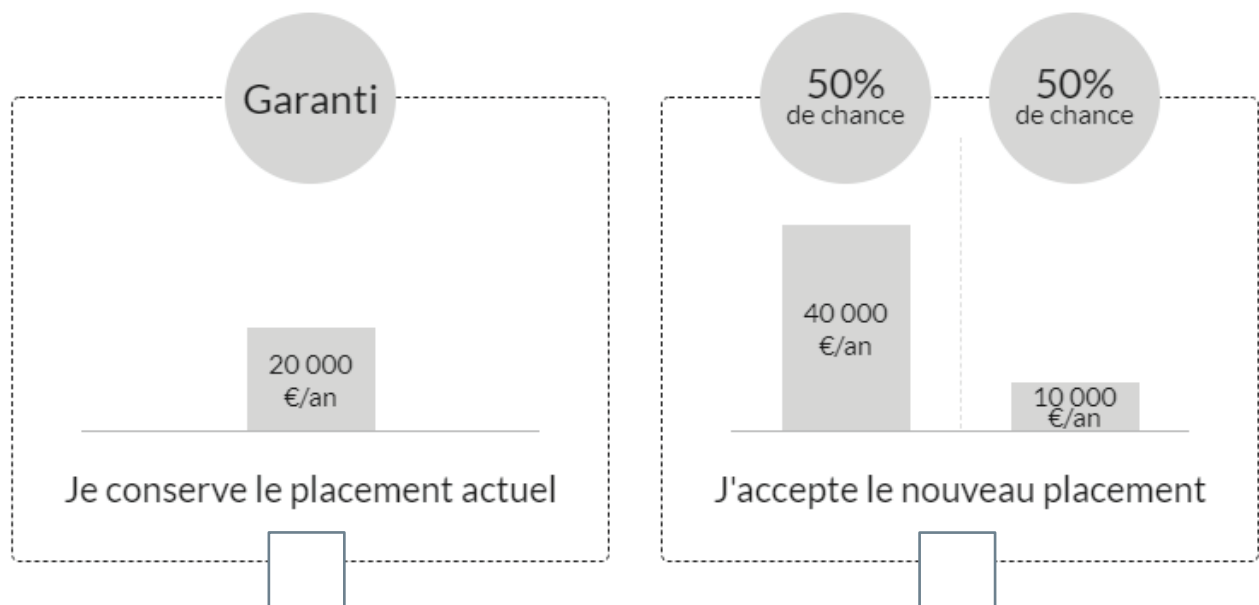 Garanti
20 000
€/an
Je conserve le placement actuel
50%
de chance
50%
de chance
40 000
€/an
10 000
€/an
J'accepte le nouveau placement